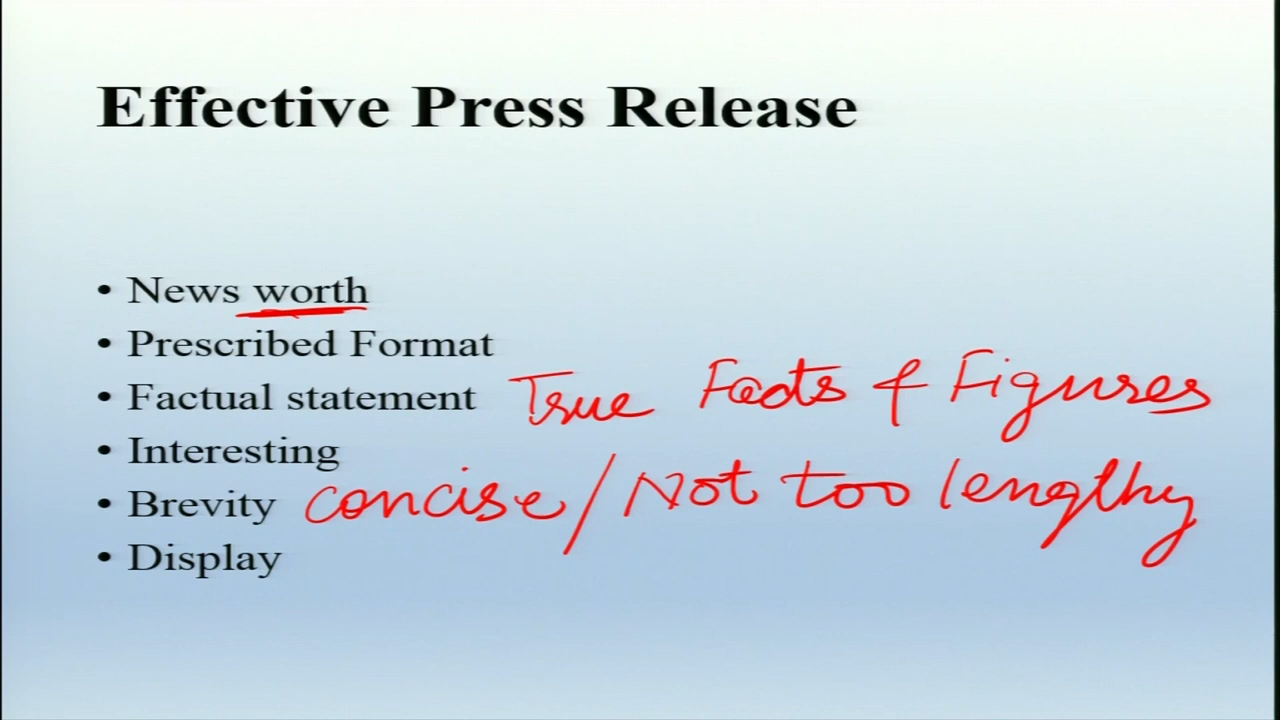 Effective Press Release
• News worth
• Prescribed Format
• Factual statement True Facts & Figures
• Interesting
• Brevity concise/Not too lengthy
• Display